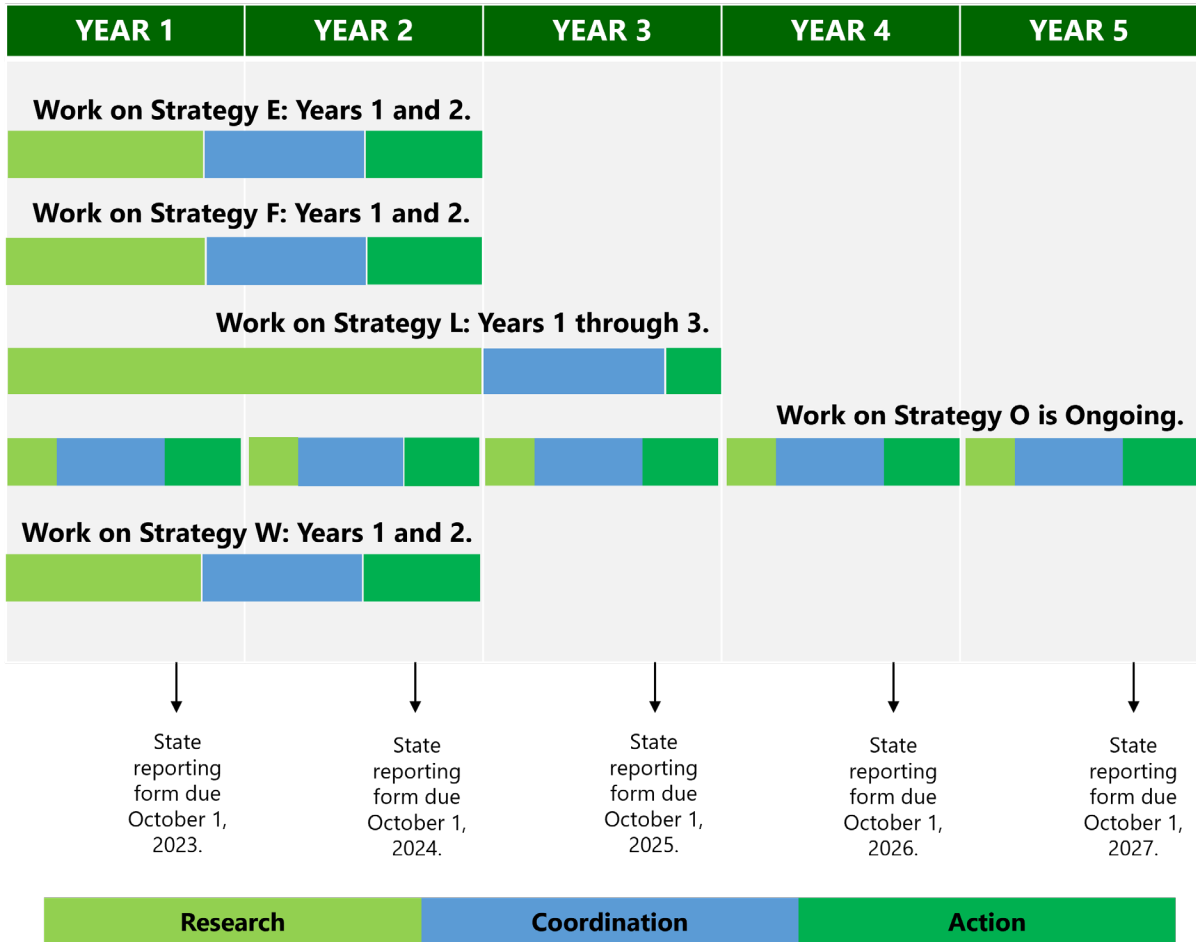 YEAR 1
YEAR 2
YEAR 3
YEAR 4
YEAR 5
Work on Strategy E: Years 1 and 2.
Work on Strategy F: Years 1 and 2.
Work on Strategy L: Years 1 through 3.
Work on Strategy O is Ongoing.
Work on Strategy W: Years 1 and 2.
State
reporting
form due
October 1,
2023.
State
reporting
form due
October 1,
2024.
State
reporting
form due
October 1,
2025.
State
reporting
form due
October 1,
2026.
State
reporting
form due
October 1,
2027.
Research
Coordination
Action